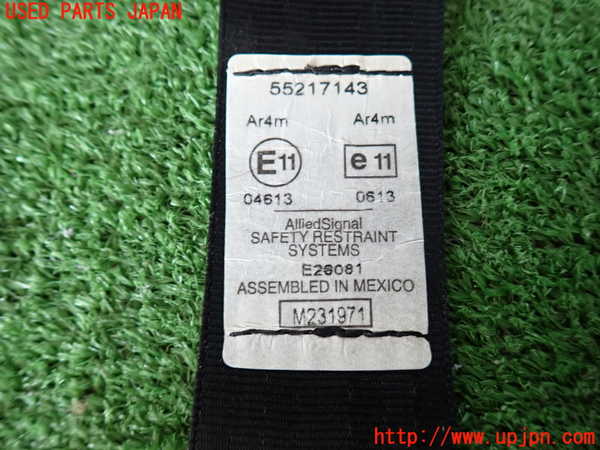 USED PARTS JAPAN
55217143
Ar4m Ar4m
E11 e11
04613 0613
AlliedSignal
SAFETY RESTRAINT
SYSTEMS
E26081
ASSEMBLED IN MEXICO
M231971
http://www.upjpn.com